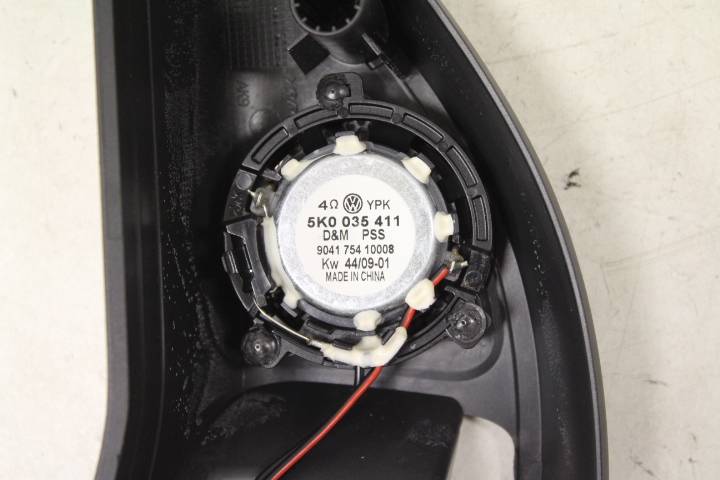 4Ω YPK
5K0 035 411
D&M PSS
9041 754 10008
Kw 44/09-01
MADE IN CHINA